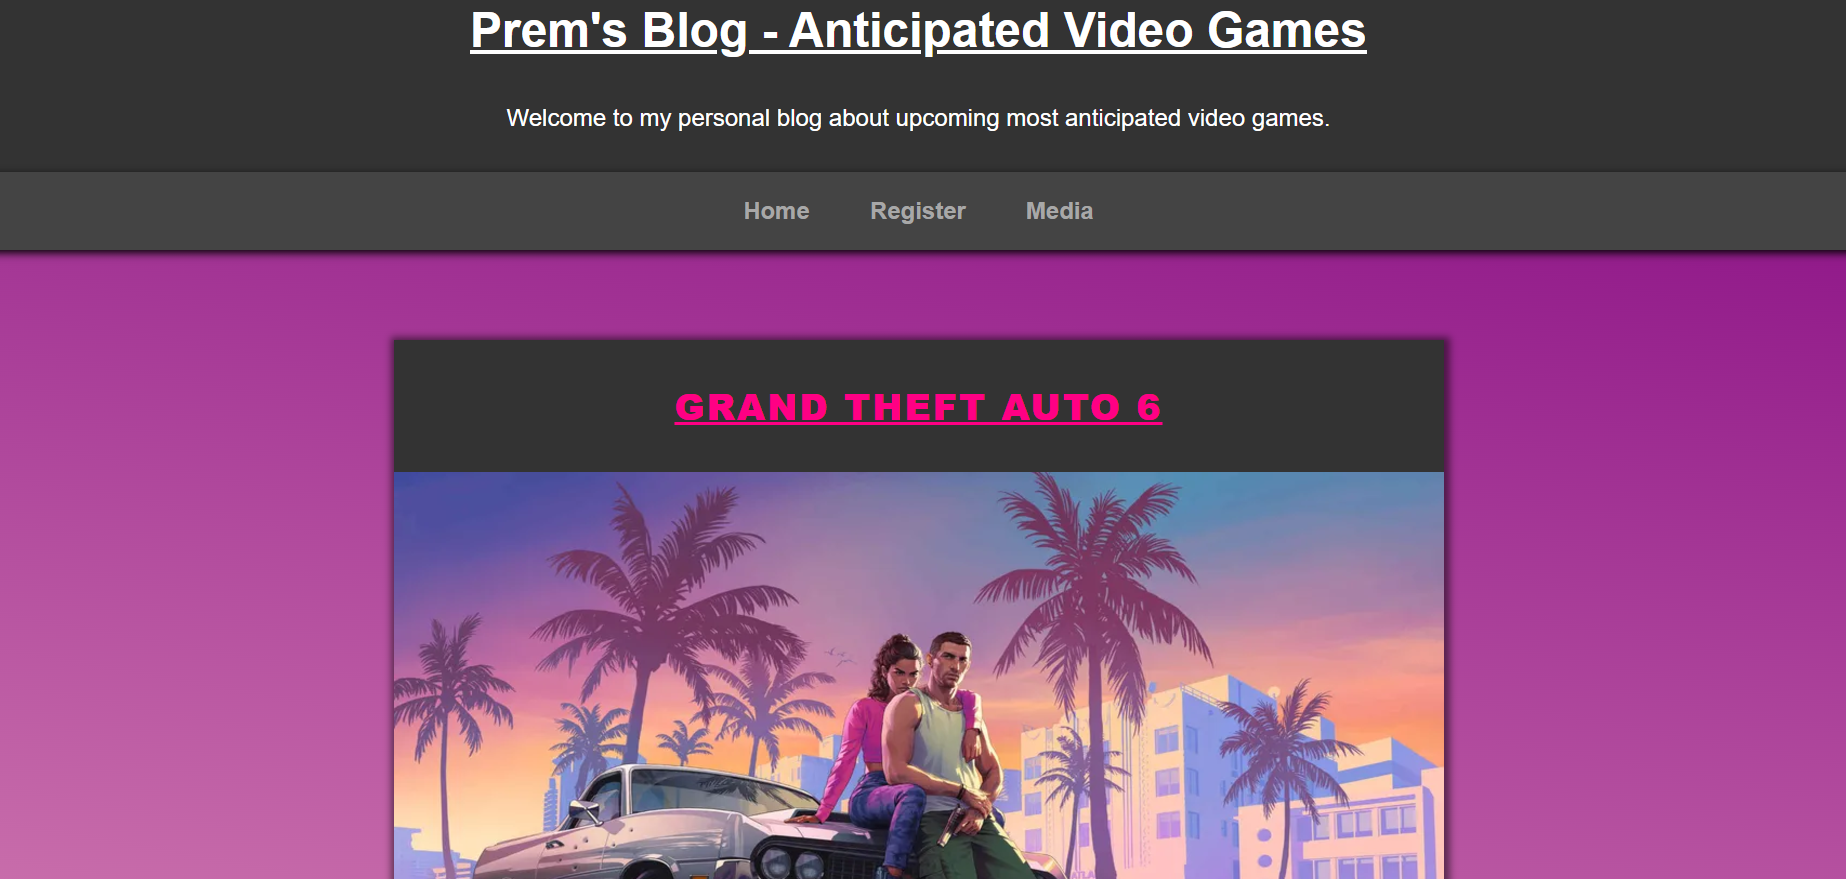 Prem's Blog - Anticipated Video Games
Welcome to my personal blog about upcoming most anticipated video games.
Home
Register
Media
GRAND THEFT AUTO 6